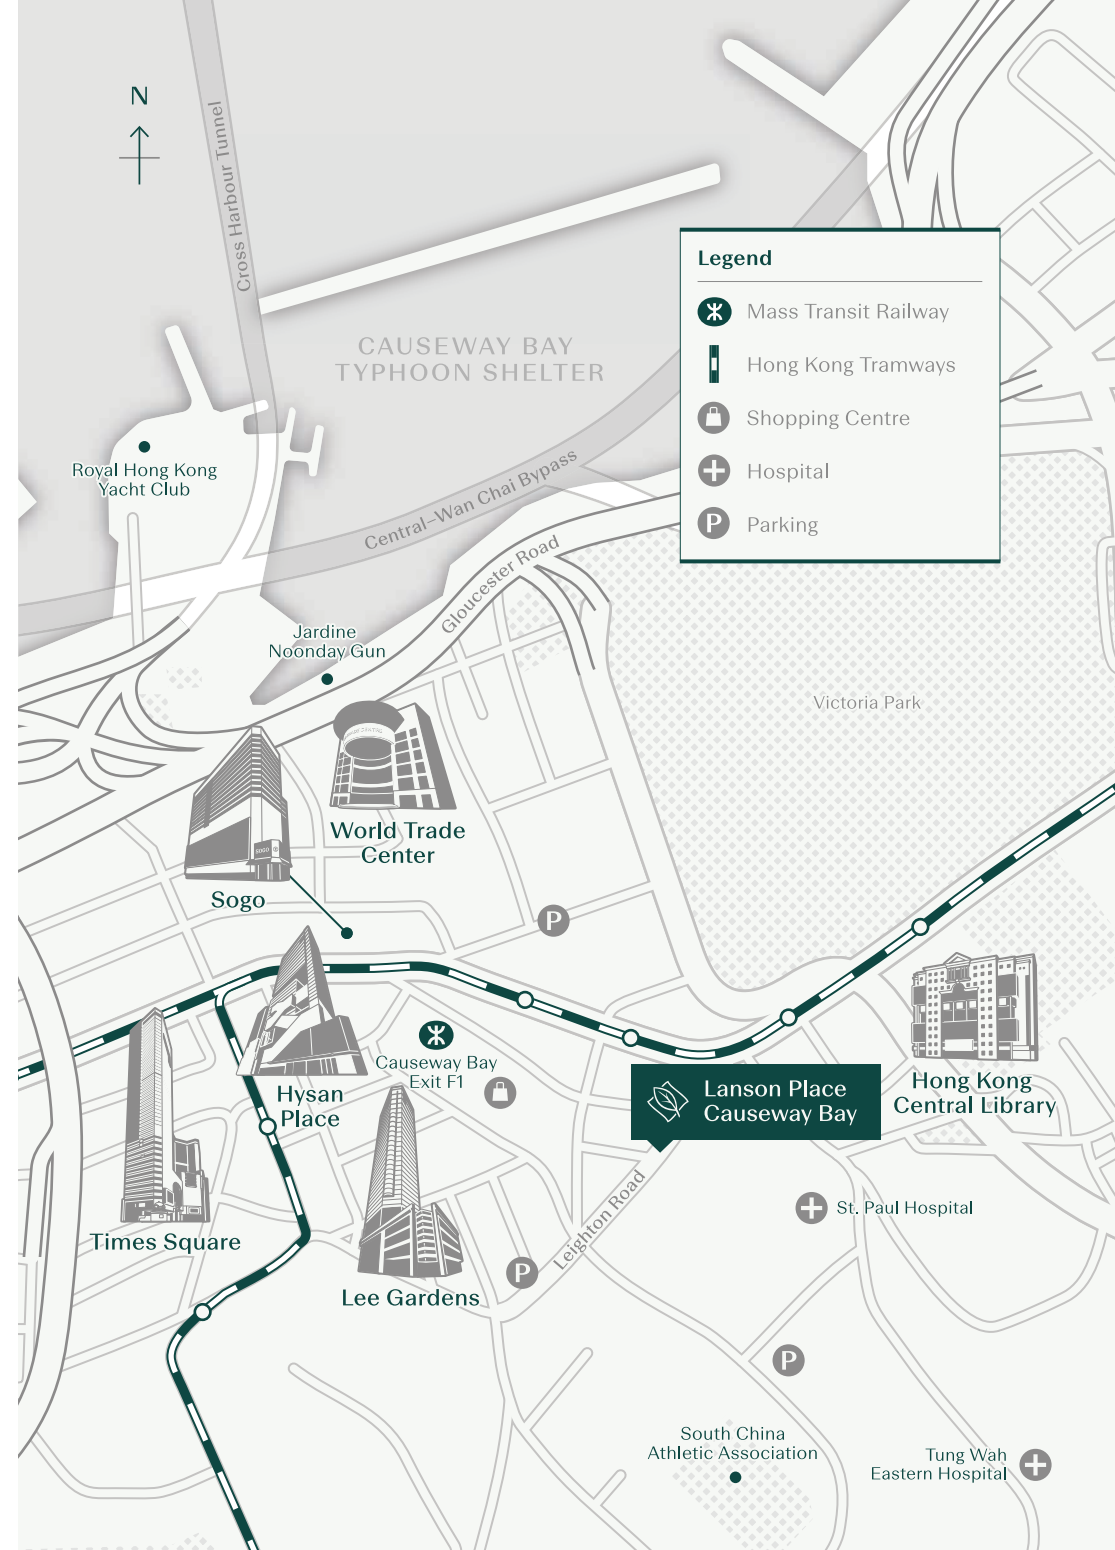 N
Cross Harbour Tunnel
Legend
Mass Transit Railway
Hong Kong Tramways
Shopping Centre
Hospital
P
Parking
CAUSEWAY BAY
TYPHOON SHELTER
Royal Hong Kong
Yacht Club
Central–Wan Chai Bypass
Gloucester Road
Jardine
Noonday Gun
Victoria Park
World Trade
Center
SOGO
Sogo
P
Causeway Bay
Exit F1
Hysan
Place
Lanson Place
Causeway Bay
Hong Kong
Central Library
Leighton Road
St. Paul Hospital
Times Square
P
Lee Gardens
P
South China
Athletic Association
Tung Wah
Eastern Hospital